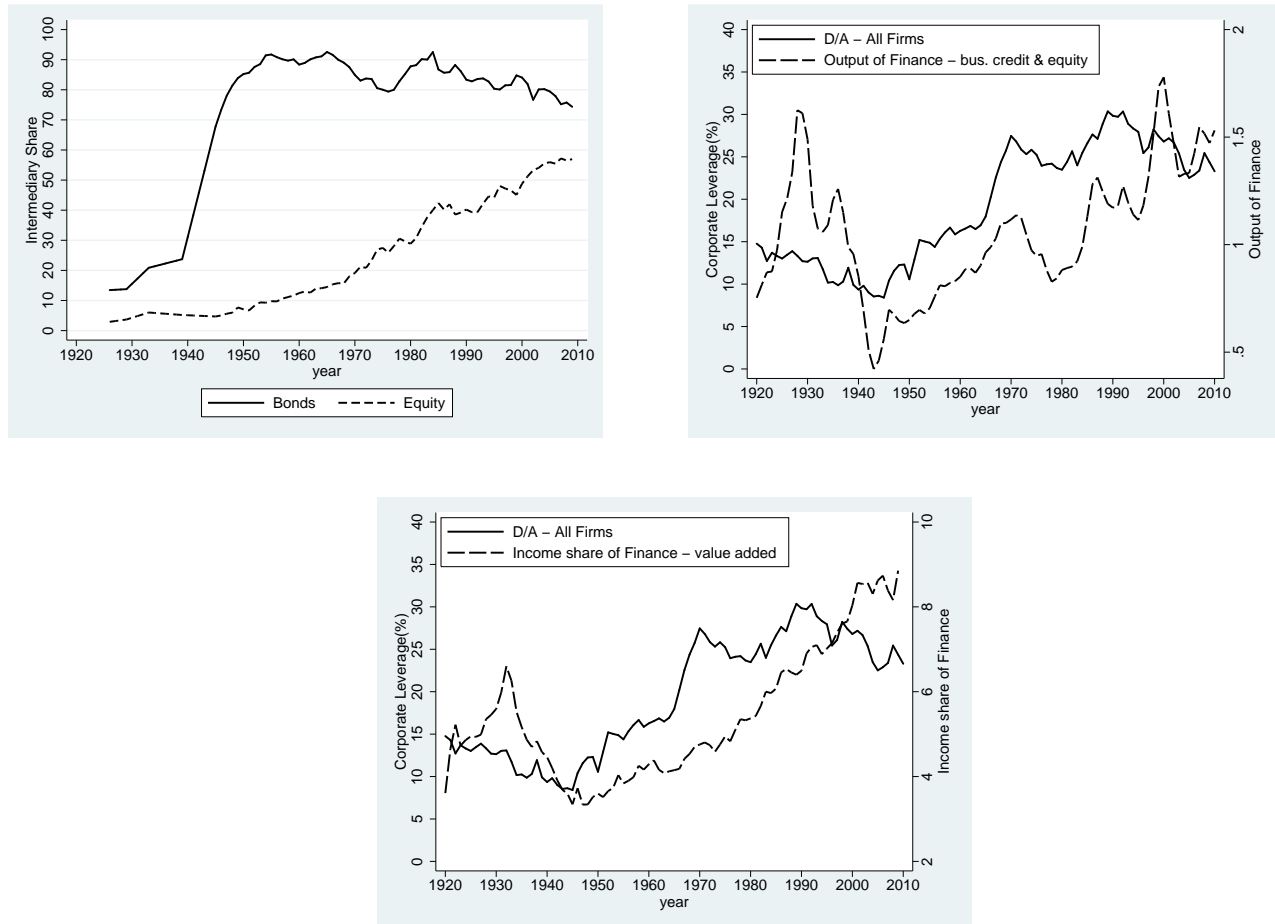 Intermediary Share
100
90
80
70
60
50
40
30
20
10
0
1920 1930 1940 1950 1960 1970 1980 1990 2000 2010
year
Bonds Equity
D/A – All Firms
Output of Finance – bus. credit & equity
Corporate Leverage(%)
40
35
30
25
20
15
10
5
0
2
1.5
1
.5
Output of Finance
1920 1930 1940 1950 1960 1970 1980 1990 2000 2010
year
D/A – All Firms
Income share of Finance – value added
Corporate Leverage(%)
40
35
30
25
20
15
10
5
0
10
8
6
4
2
Income share of Finance
1920 1930 1940 1950 1960 1970 1980 1990 2000 2010
year